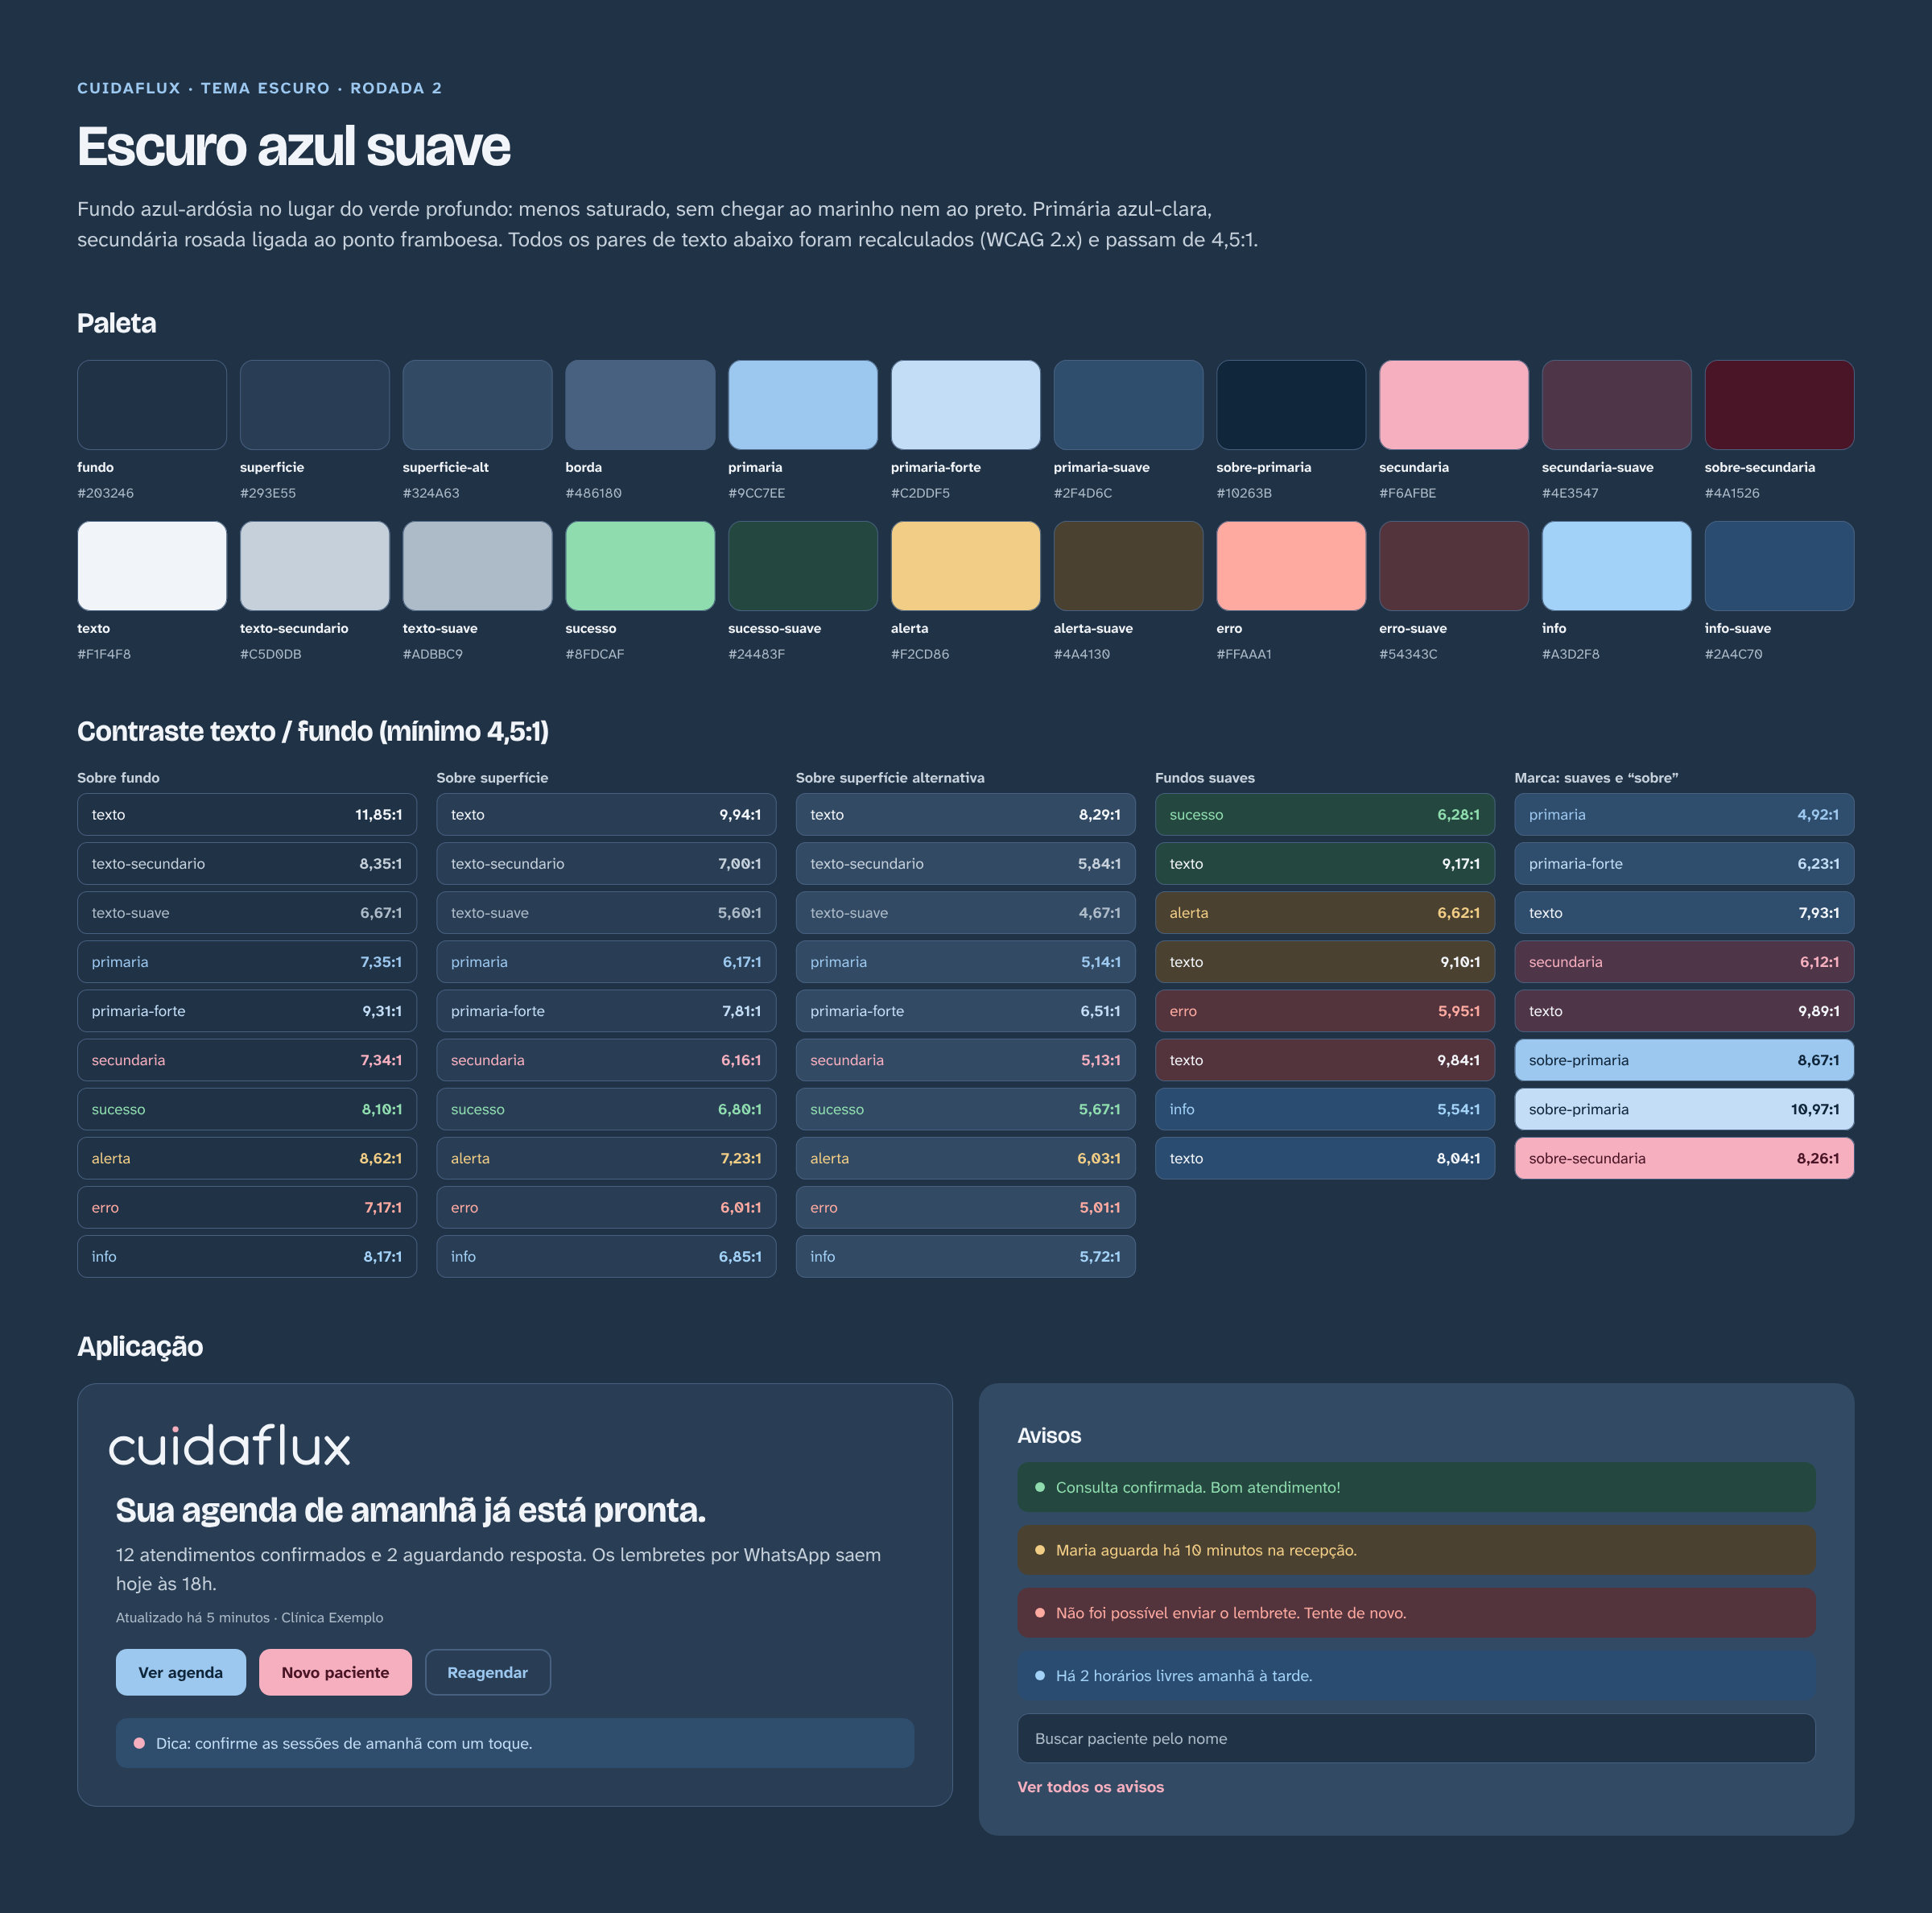 CUIDAFLUX · TEMA ESCURO · RODADA 2
Escuro azul suave
Fundo azul-ardósia no lugar do verde profundo: menos saturado, sem chegar ao marinho nem ao preto. Primária azul-clara,
secundária rosada ligada ao ponto framboesa. Todos os pares de texto abaixo foram recalculados (WCAG 2.x) e passam de 4,5:1.
Paleta
fundo superficie superficie-alt borda primaria primaria-forte primaria-suave sobre-primaria secundaria secundaria-suave sobre-secundaria
#203246 #293E55 #324A63 #486180 #9CC7EE #C2DDF5 #2F4D6C #10263B #F6AFBE #4E3547 #4A1526
texto texto-secundario texto-suave sucesso sucesso-suave alerta alerta-suave erro erro-suave info info-suave
#F1F4F8 #C5D0DB #ADBBC9 #8FDCAF #24483F #F2CD86 #4A4130 #FFAAA1 #54343C #A3D2F8 #2A4C70
Contraste texto / fundo (mínimo 4,5:1)
Sobre fundo
texto 11,85:1
texto-secundario 8,35:1
texto-suave 6,67:1
primaria 7,35:1
primaria-forte 9,31:1
secundaria 7,34:1
sucesso 8,10:1
alerta 8,62:1
erro 7,17:1
info 8,17:1
Sobre superfície
texto 9,94:1
texto-secundario 7,00:1
texto-suave 5,60:1
primaria 6,17:1
primaria-forte 7,81:1
secundaria 6,16:1
sucesso 6,80:1
alerta 7,23:1
erro 6,01:1
info 6,85:1
Sobre superfície alternativa
texto 8,29:1
texto-secundario 5,84:1
texto-suave 4,67:1
primaria 5,14:1
primaria-forte 6,51:1
secundaria 5,13:1
sucesso 5,67:1
alerta 6,03:1
erro 5,01:1
info 5,72:1
Fundos suaves
sucesso 6,28:1
texto 9,17:1
alerta 6,62:1
texto 9,10:1
erro 5,95:1
texto 9,84:1
info 5,54:1
texto 8,04:1
Marca: suaves e “sobre”
primaria 4,92:1
primaria-forte 6,23:1
texto 7,93:1
secundaria 6,12:1
texto 9,89:1
sobre-primaria 8,67:1
sobre-primaria 10,97:1
sobre-secundaria 8,26:1
Aplicação
cuidaflux
Sua agenda de amanhã já está pronta.
12 atendimentos confirmados e 2 aguardando resposta. Os lembretes por WhatsApp saem
hoje às 18h.
Atualizado há 5 minutos · Clínica Exemplo
Ver agenda Novo paciente Reagendar
Dica: confirme as sessões de amanhã com um toque.
Avisos
Consulta confirmada. Bom atendimento!
Maria aguarda há 10 minutos na recepção.
Não foi possível enviar o lembrete. Tente de novo.
Há 2 horários livres amanhã à tarde.
Buscar paciente pelo nome
Ver todos os avisos